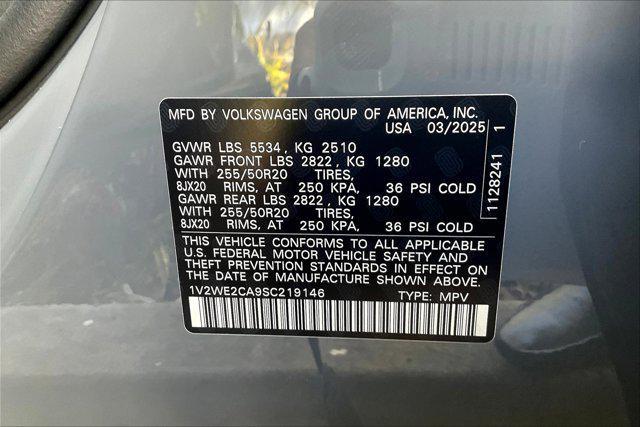 MFD BY VOLKSWAGEN GROUP OF AMERICA, INC.
USA 03/2025
GVWR LBS 5534, KG 2510
GAWR FRONT LBS 2822, KG 1280
WITH 255/50R20 TIRES,
8JX20 RIMS, AT 250 KPA, 36 PSI COLD
GAWR REAR LBS 2822, KG 1280
WITH 255/50R20 TIRES,
8JX20 RIMS, AT 250 KPA, 36 PSI COLD
THIS VEHICLE CONFORMS TO ALL APPLICABLE
U.S. FEDERAL MOTOR VEHICLE SAFETY AND
THEFT PREVENTION STANDARDS IN EFFECT ON
THE DATE OF MANUFACTURE SHOWN ABOVE.
1V2WE2CA9SC219146 TYPE: MPV
1128241 1